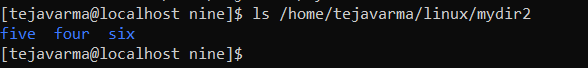 [tejavarma@localhost nine]$ ls /home/tejavarma/linux/mydir2
five  four  six
[tejavarma@localhost nine]$